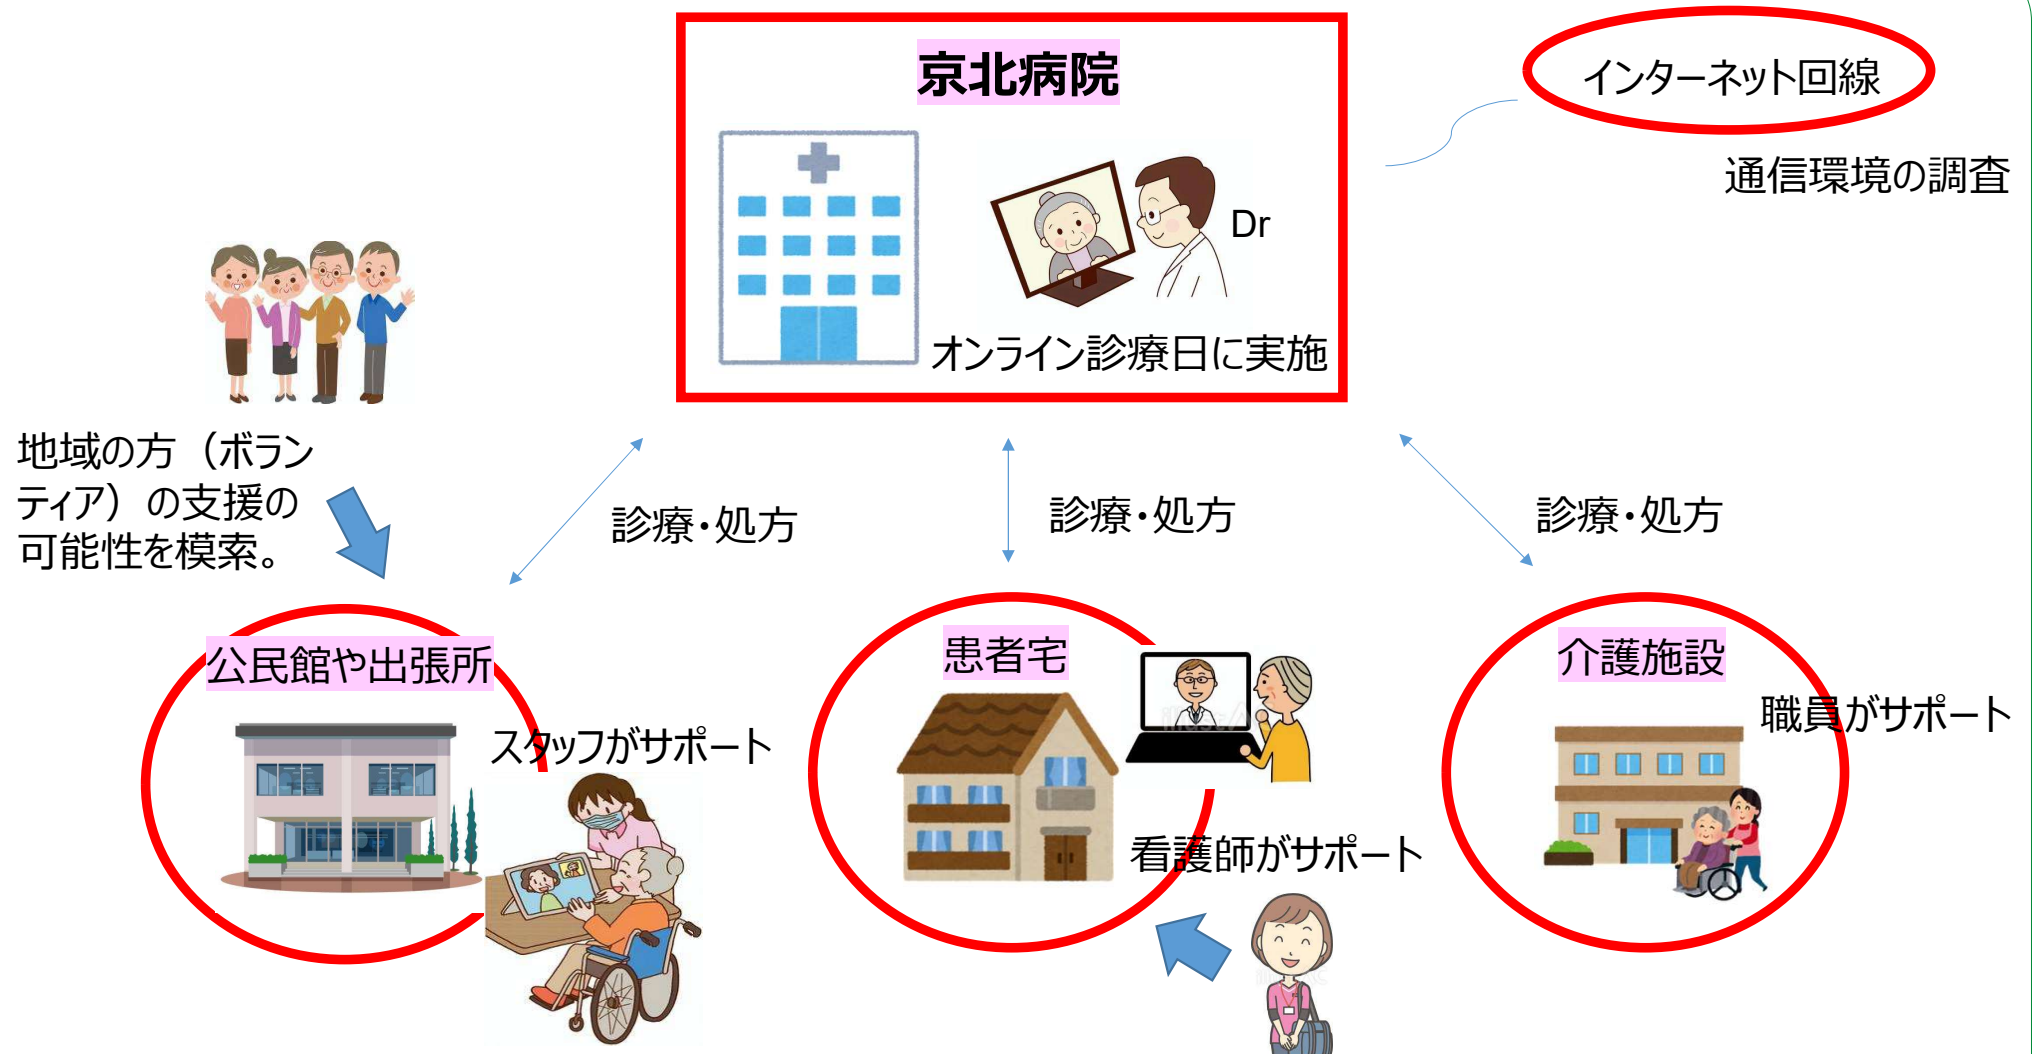 京北病院
インターネット回線
通信環境の調査
Dr
オンライン診療日に実施
地域の方（ボラン
ティア）の支援の
可能性を模索。
診療・処方
診療・処方
診療・処方
公民館や出張所
スタッフがサポート
患者宅
看護師がサポート
介護施設
職員がサポート